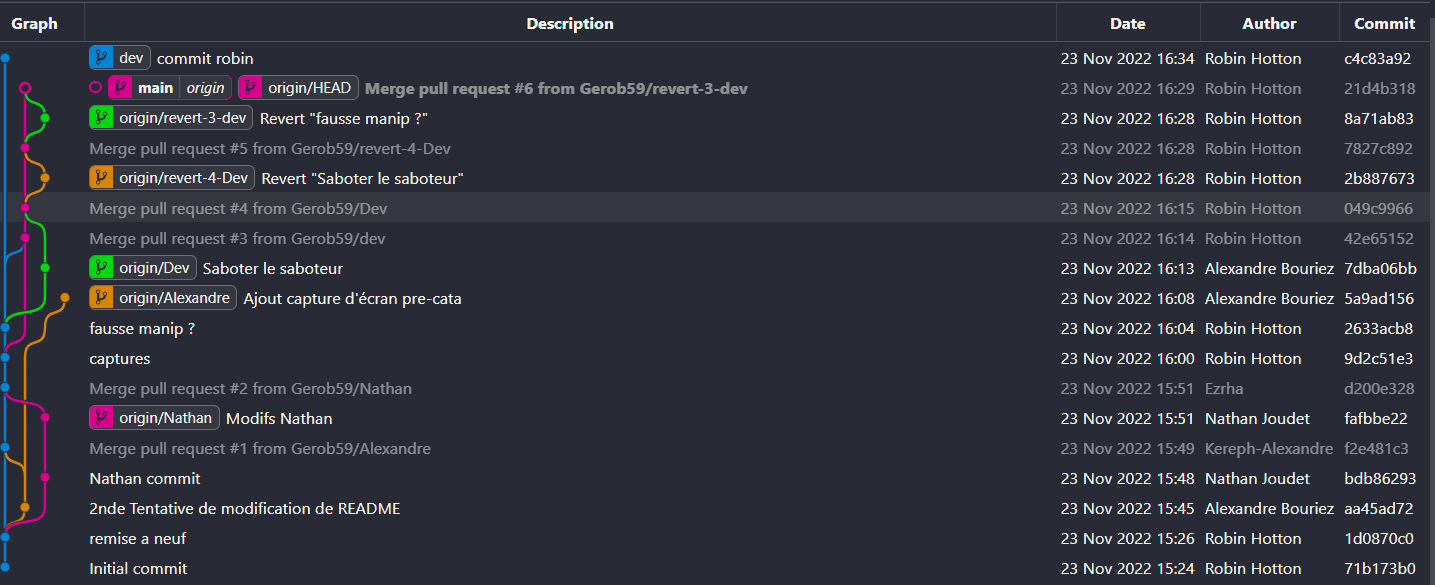 Graph Description Date Author Commit
dev commit robin 23 Nov 2022 16:34 Robin Hotton c4c83a92
main origin origin/HEAD Merge pull request #6 from Gerob59/revert-3-dev 23 Nov 2022 16:29 Robin Hotton 21d4b318
origin/revert-3-dev Revert "fausse manip ?" 23 Nov 2022 16:28 Robin Hotton 8a71ab83
Merge pull request #5 from Gerob59/revert-4-Dev 23 Nov 2022 16:28 Robin Hotton 7827c892
origin/revert-4-Dev Revert "Saboter le saboteur" 23 Nov 2022 16:28 Robin Hotton 2b887673
Merge pull request #4 from Gerob59/Dev 23 Nov 2022 16:15 Robin Hotton 049c9966
Merge pull request #3 from Gerob59/dev 23 Nov 2022 16:14 Robin Hotton 42e65152
origin/Dev Saboter le saboteur 23 Nov 2022 16:13 Alexandre Bouriez 7dba06bb
origin/Alexandre Ajout capture d'écran pre-cata 23 Nov 2022 16:08 Alexandre Bouriez 5a9ad156
fausse manip ? 23 Nov 2022 16:04 Robin Hotton 2633acb8
captures 23 Nov 2022 16:00 Robin Hotton 9d2c51e3
Merge pull request #2 from Gerob59/Nathan 23 Nov 2022 15:51 Ezrha d200e328
origin/Nathan Modifs Nathan 23 Nov 2022 15:51 Nathan Joudet fafbbe22
Merge pull request #1 from Gerob59/Alexandre 23 Nov 2022 15:49 Kereph-Alexandre f2e481c3
Nathan commit 23 Nov 2022 15:48 Nathan Joudet bdb86293
2nde Tentative de modification de README 23 Nov 2022 15:45 Alexandre Bouriez aa45ad72
remise a neuf 23 Nov 2022 15:26 Robin Hotton 1d0870c0
Initial commit 23 Nov 2022 15:24 Robin Hotton 71b173b0